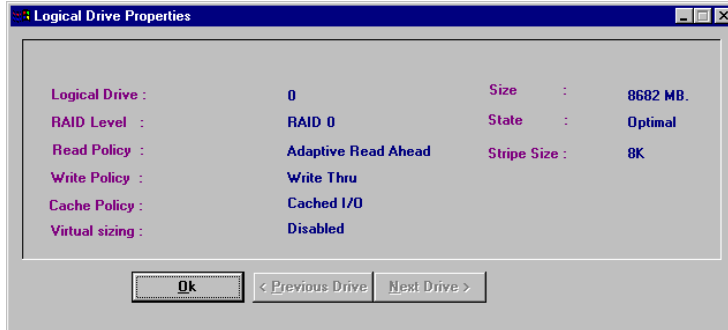 Logical Drive Properties
Logical Drive : 0 Size : 8682 MB.
RAID Level : RAID 0 State : Optimal
Read Policy : Adaptive Read Ahead Stripe Size : 8K
Write Policy : Write Thru
Cache Policy : Cached I/O
Virtual sizing : Disabled
Ok < Previous Drive Next Drive >